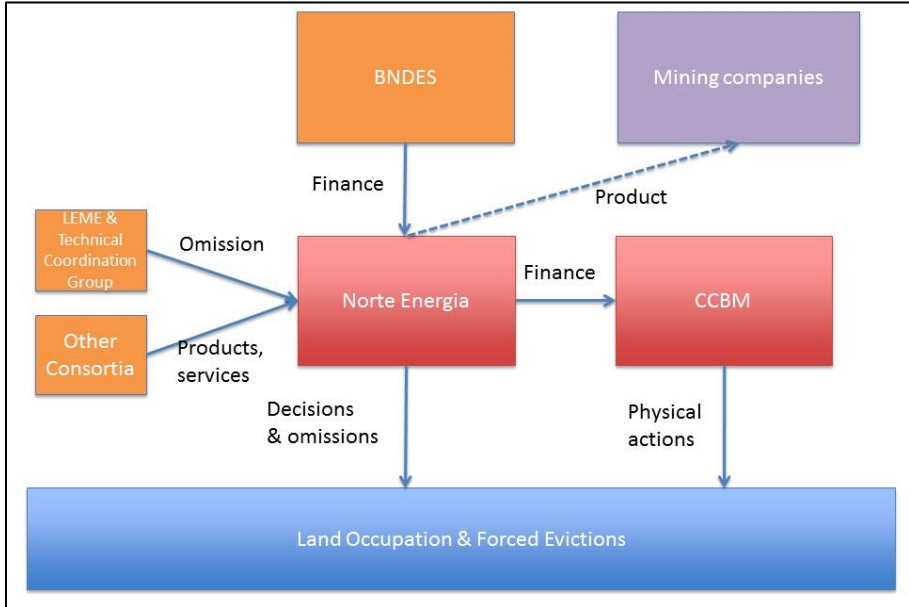 BNDES
Mining companies
Finance
Product
LEME &
Technical
Coordination
Group
Omission
Norte Energia
Finance
CCBM
Other
Consortia
Products,
services
Decisions
& omissions
Physical
actions
Land Occupation & Forced Evictions